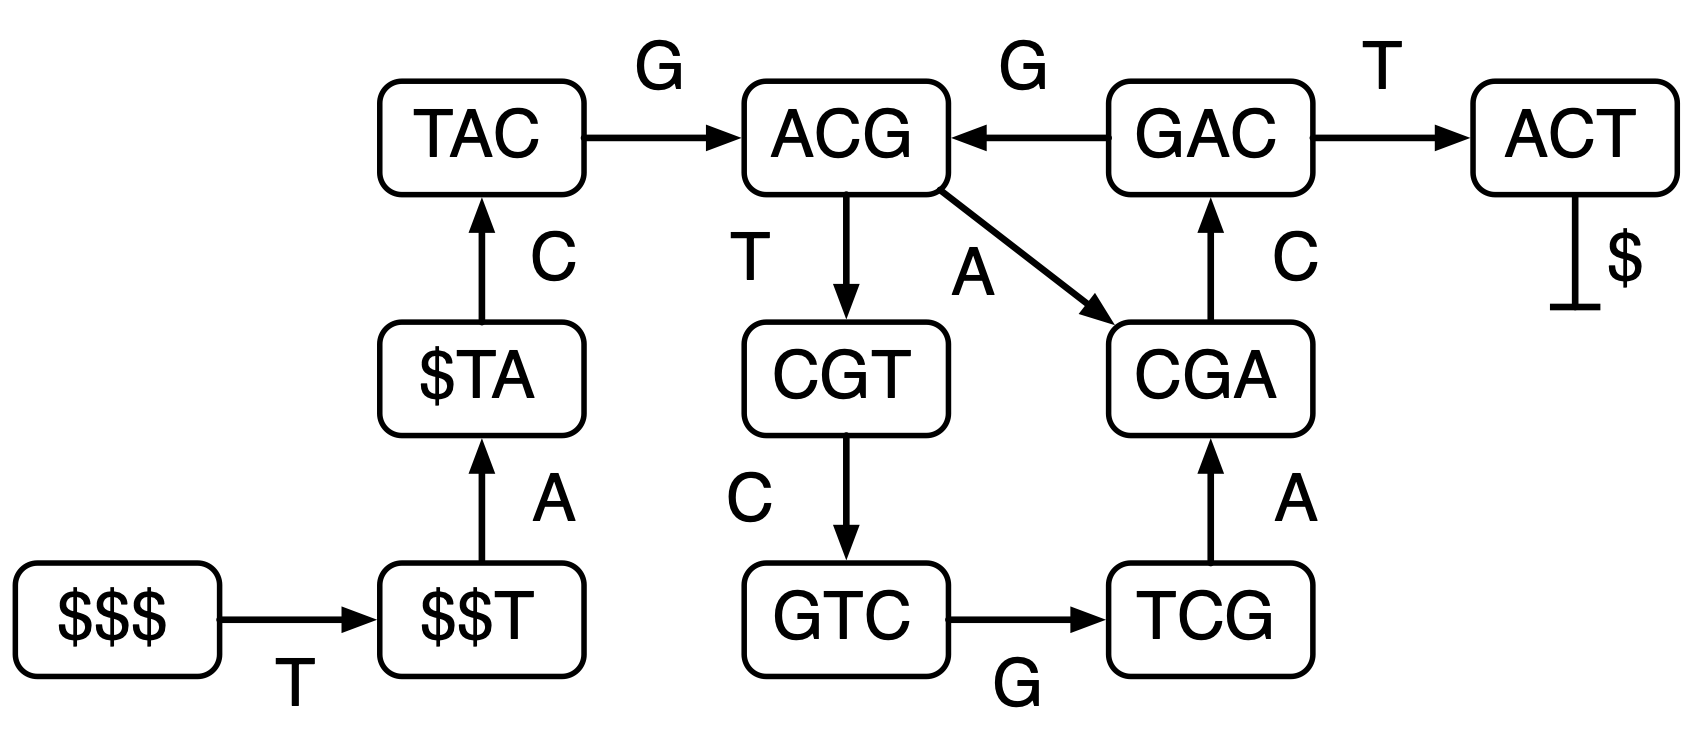 G G T
TAC ACG GAC ACT
C T A C $
$TA CGT CGA
A C A
$$$ $$T GTC TCG
T G